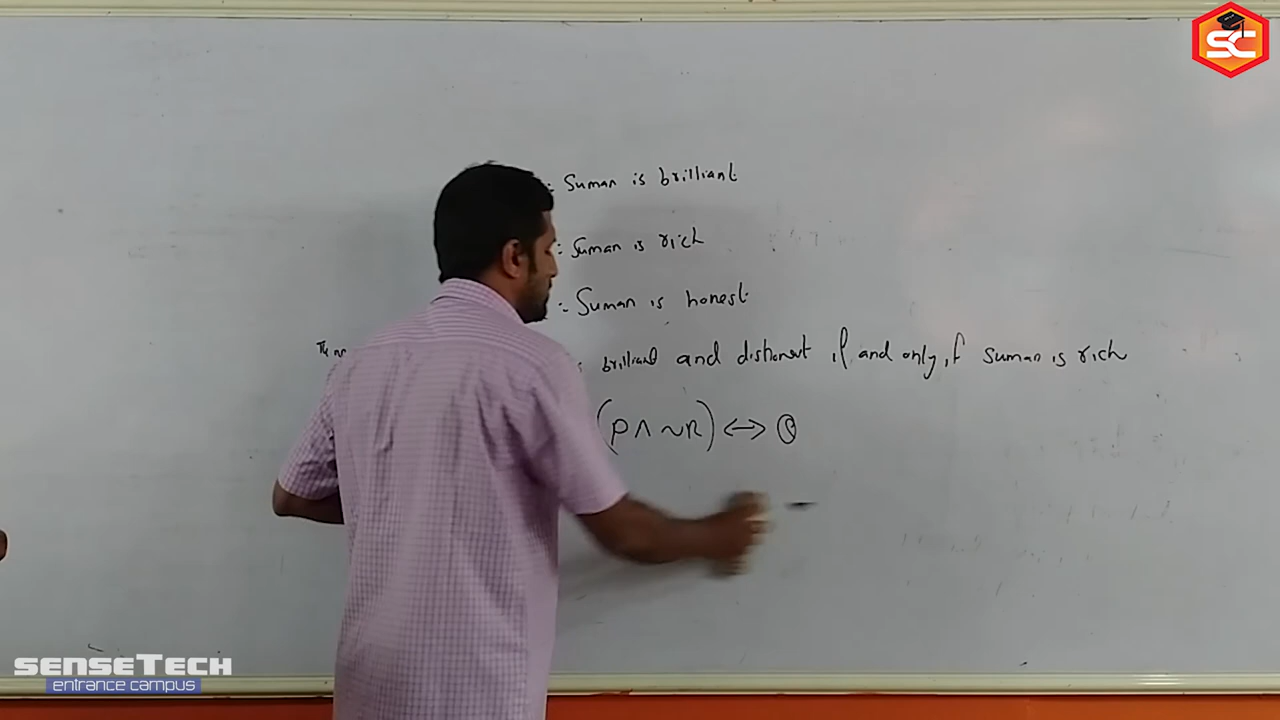 SC
: Suman is brilliant
: Suman is rich
: Suman is honest
brilliant and dishonest if and only if suman is rich
(P ∧ ~R) ↔ Q
SENSETECH
entrance campus